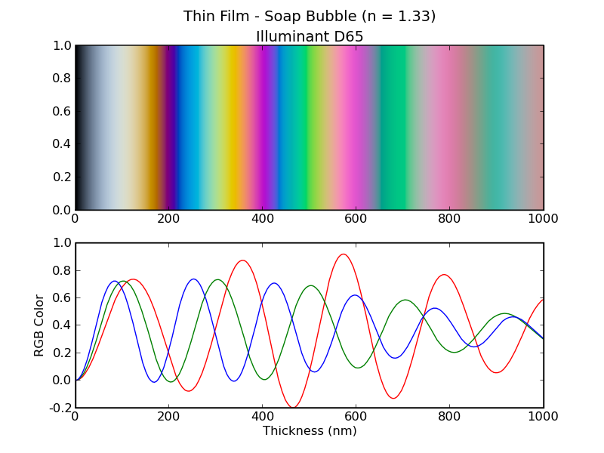 Thin Film - Soap Bubble (n = 1.33)
Illuminant D65
1.0
0.8
0.6
0.4
0.2
0.0
0 200 400 600 800 1000
1.0
0.8
0.6
0.4
0.2
0.0
-0.2
RGB Color
0 200 400 600 800 1000
Thickness (nm)